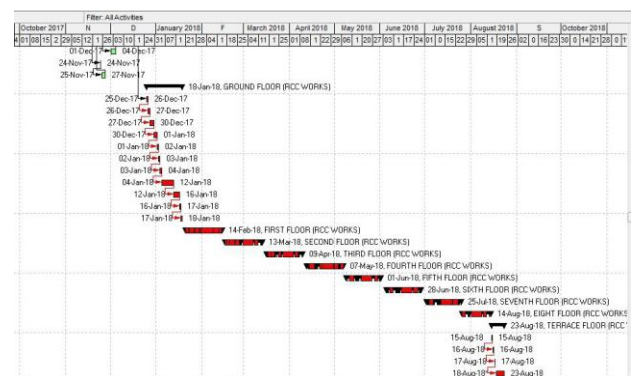 Filter: All Activities
October 2017 N D January 2018 F March 2018 April 2018 May 2018 June 2018 July 2018 August 2018 S October 2018
01-Dec-17 04-Dec-17
24-Nov-17 24-Nov-17
25-Nov-17 27-Nov-17
18-Jan-18, GROUND FLOOR (RCC WORKS)
25-Dec-17 26-Dec-17
26-Dec-17 27-Dec-17
27-Dec-17 30-Dec-17
30-Dec-17 01-Jan-18
01-Jan-18 02-Jan-18
02-Jan-18 03-Jan-18
03-Jan-18 04-Jan-18
04-Jan-18 12-Jan-18
12-Jan-18 16-Jan-18
16-Jan-18 17-Jan-18
17-Jan-18 18-Jan-18
14-Feb-18, FIRST FLOOR (RCC WORKS)
13-Mar-18, SECOND FLOOR (RCC WORKS)
09-Apr-18, THIRD FLOOR (RCC WORKS)
07-May-18, FOURTH FLOOR (RCC WORKS)
01-Jun-18, FIFTH FLOOR (RCC WORKS)
28-Jun-18, SIXTH FLOOR (RCC WORKS)
25-Jul-18, SEVENTH FLOOR (RCC WORKS)
14-Aug-18, EIGHT FLOOR (RCC WORKS
23-Aug-18, TERRACE FLOOR (RCC
15-Aug-18 15-Aug-18
16-Aug-18 16-Aug-18
17-Aug-18 17-Aug-18
18-Aug-18 23-Aug-18